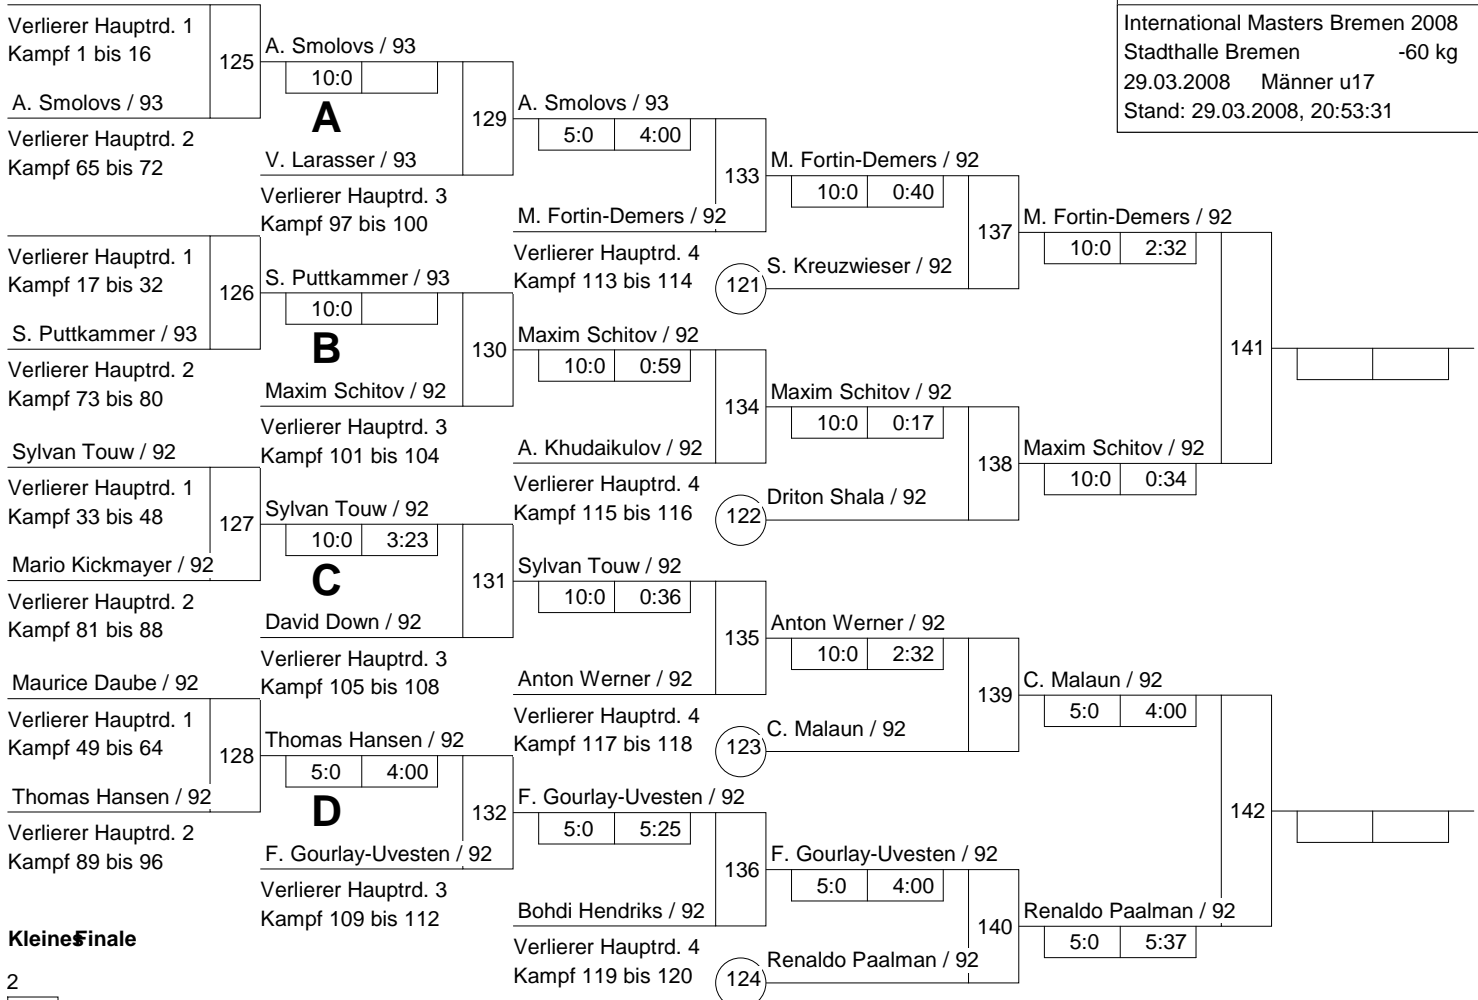 International Masters Bremen 2008
Stadthalle Bremen -60 kg
29.03.2008 Männer u17
Stand: 29.03.2008, 20:53:31
Verlierer Hauptrd. 1
Kampf 1 bis 16
125
A. Smolovs / 93
Verlierer Hauptrd. 2
Kampf 65 bis 72
Verlierer Hauptrd. 1
Kampf 17 bis 32
126
S. Puttkammer / 93
Verlierer Hauptrd. 2
Kampf 73 bis 80
Sylvan Touw / 92
Verlierer Hauptrd. 1
Kampf 33 bis 48
127
Mario Kickmayer / 92
Verlierer Hauptrd. 2
Kampf 81 bis 88
Maurice Daube / 92
Verlierer Hauptrd. 1
Kampf 49 bis 64
128
Thomas Hansen / 92
Verlierer Hauptrd. 2
Kampf 89 bis 96
A. Smolovs / 93
10:0
A
129
V. Larasser / 93
Verlierer Hauptrd. 3
Kampf 97 bis 100
S. Puttkammer / 93
10:0
B
130
Maxim Schitov / 92
Verlierer Hauptrd. 3
Kampf 101 bis 104
Sylvan Touw / 92
10:0 3:23
C
131
David Down / 92
Verlierer Hauptrd. 3
Kampf 105 bis 108
Thomas Hansen / 92
5:0 4:00
D
132
F. Gourlay-Uvesten / 92
Verlierer Hauptrd. 3
Kampf 109 bis 112
A. Smolovs / 93
5:0 4:00
133
M. Fortin-Demers / 92
Verlierer Hauptrd. 4
Kampf 113 bis 114
Maxim Schitov / 92
10:0 0:59
134
A. Khudaikulov / 92
Verlierer Hauptrd. 4
Kampf 115 bis 116
Sylvan Touw / 92
10:0 0:36
135
Anton Werner / 92
Verlierer Hauptrd. 4
Kampf 117 bis 118
F. Gourlay-Uvesten / 92
5:0 5:25
136
Bohdi Hendriks / 92
Verlierer Hauptrd. 4
Kampf 119 bis 120
M. Fortin-Demers / 92
10:0 0:40
137
121 S. Kreuzwieser / 92
Maxim Schitov / 92
10:0 0:17
138
122 Driton Shala / 92
Anton Werner / 92
10:0 2:32
139
123 C. Malaun / 92
F. Gourlay-Uvesten / 92
5:0 4:00
140
124 Renaldo Paalman / 92
M. Fortin-Demers / 92
10:0 2:32
141
Maxim Schitov / 92
10:0 0:34
C. Malaun / 92
5:0 4:00
142
Renaldo Paalman / 92
5:0 5:37
Kleines Finale
2